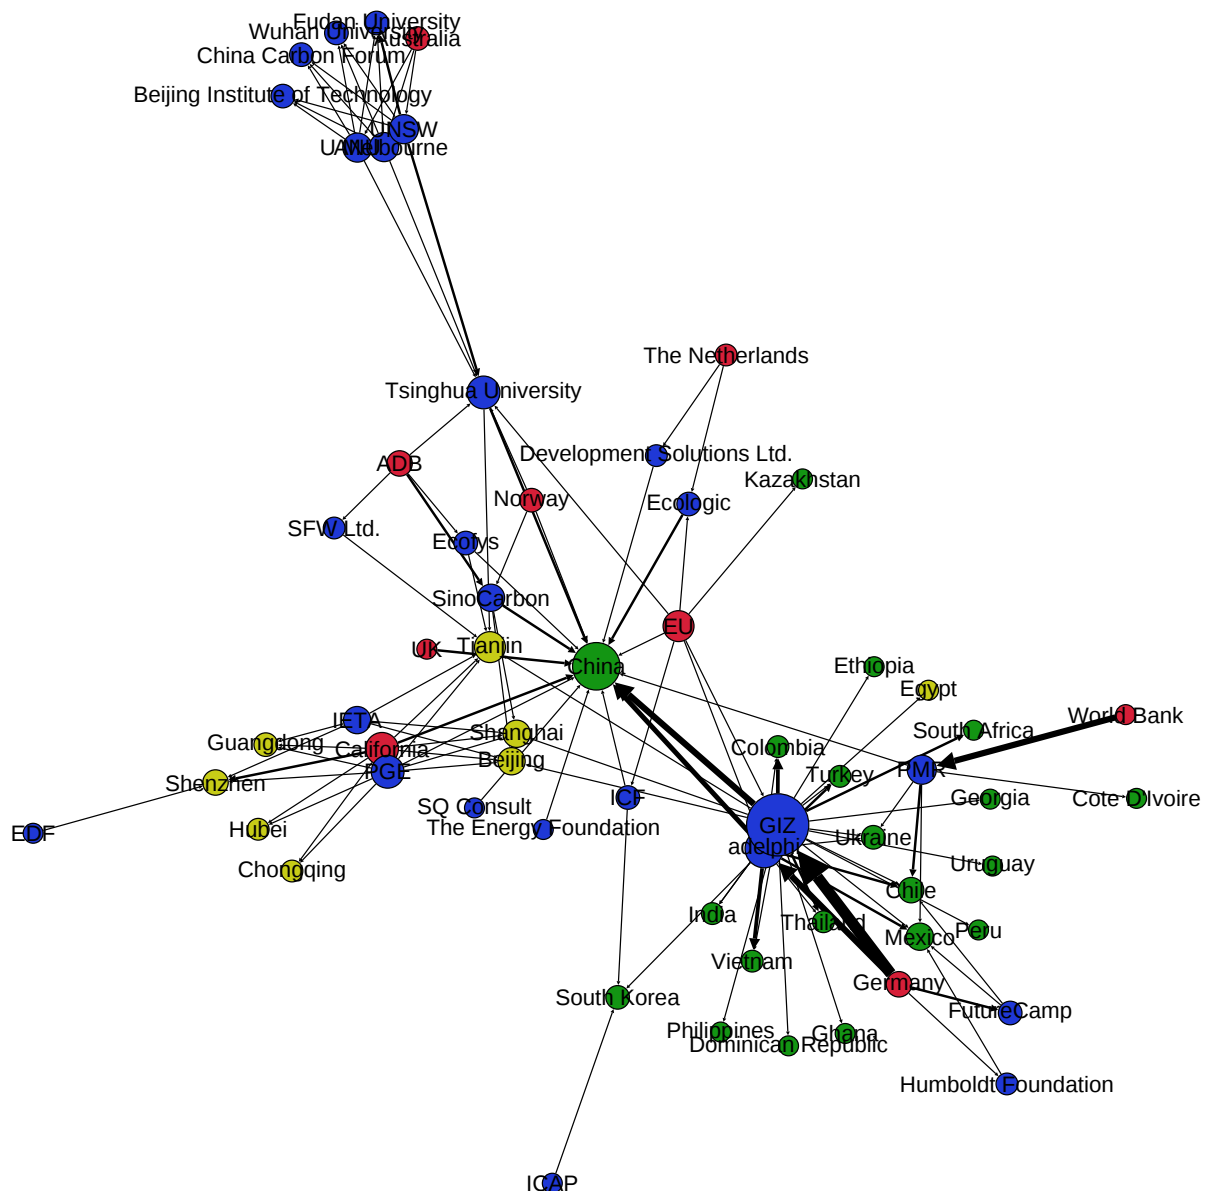 Fudan University
Wuhan University
Australia
China Carbon Forum
Beijing Institute of Technology
UNSW
U Melbourne
ANU
Tsinghua University
The Netherlands
Development Solutions Ltd.
ADB
Kazakhstan
Norway
Ecologic
SFW Ltd.
Ecofys
SinoCarbon
EU
UK
Tianjin
China
Ethiopia
Egypt
World Bank
IETA
Guangdong
California
Shanghai
South Africa
Colombia
Beijing
PGE
Shenzhen
Turkey
PMR
SQ Consult
ICF
Georgia
Cote D'Ivoire
EDF
Hubei
The Energy Foundation
GIZ
adelphi
Ukraine
Uruguay
Chongqing
Chile
India
Thailand
Mexico
Peru
Vietnam
Germany
South Korea
FutureCamp
Philippines
Ghana
Dominican Republic
Humboldt Foundation
ICAP